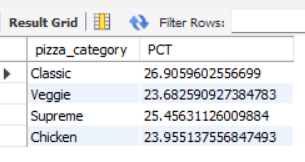 Result Grid Filter Rows:
pizza_category PCT
Classic 26.9059602556699
Veggie 23.682590927384783
Supreme 25.45631126009884
Chicken 23.955137556847493